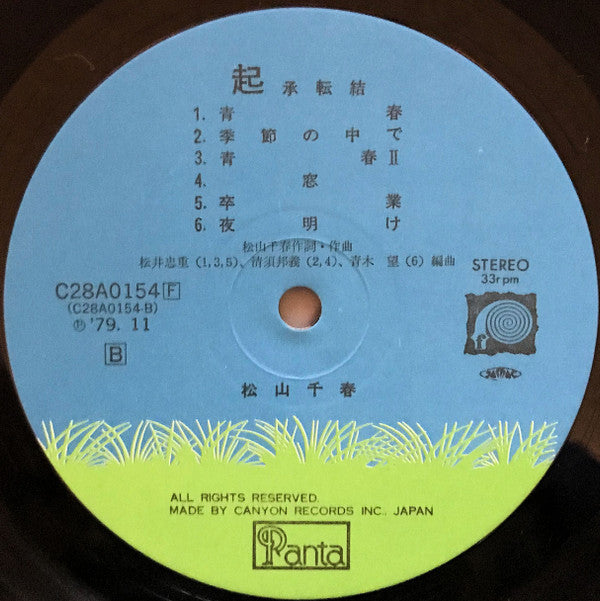 起承転結
1. 青春
2. 季節の中で
3. 青春Ⅱ
4. 窓
5. 卒業
6. 夜明け
松山千春作詞・作曲
松井忠重(1,3,5)、清須邦義(2,4)、青木 望(6)編曲
STEREO
33rpm
C28A0154 F
(C28A0154-B)
Ⓟ'79. 11
B
f
松山千春
ALL RIGHTS RESERVED.
MADE BY CANYON RECORDS INC., JAPAN
Panta